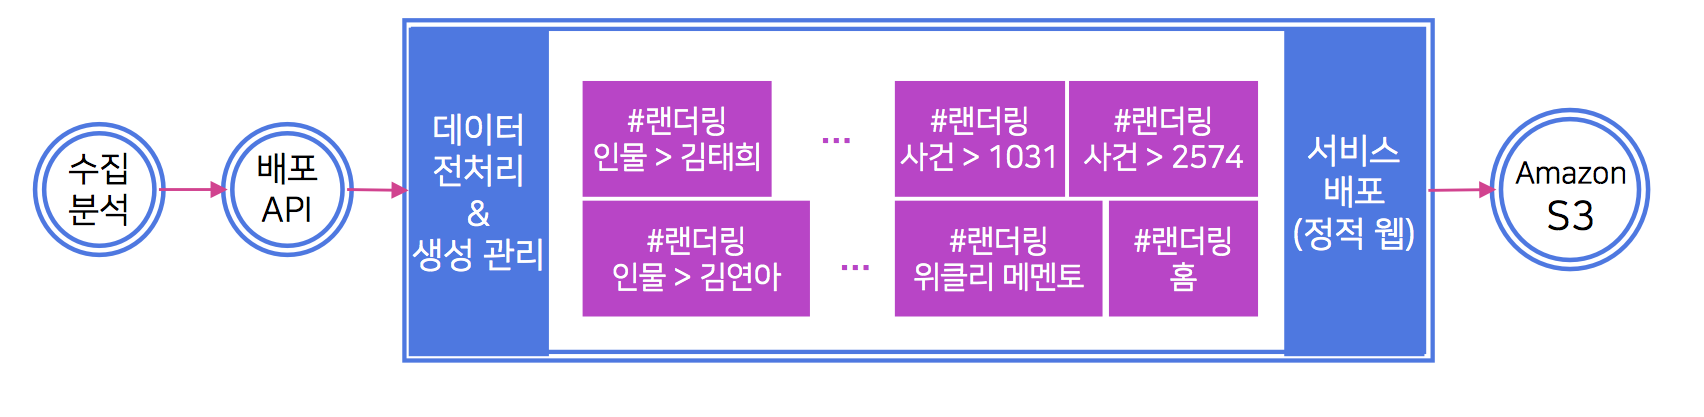 수집
분석
배포
API
데이터
전처리
&
생성 관리
#랜더링
인물 > 김태희
...
#랜더링
사건 > 1031
#랜더링
사건 > 2574
#랜더링
인물 > 김연아
...
#랜더링
위클리 메멘토
#랜더링
홈
서비스
배포
(정적 웹)
Amazon
S3